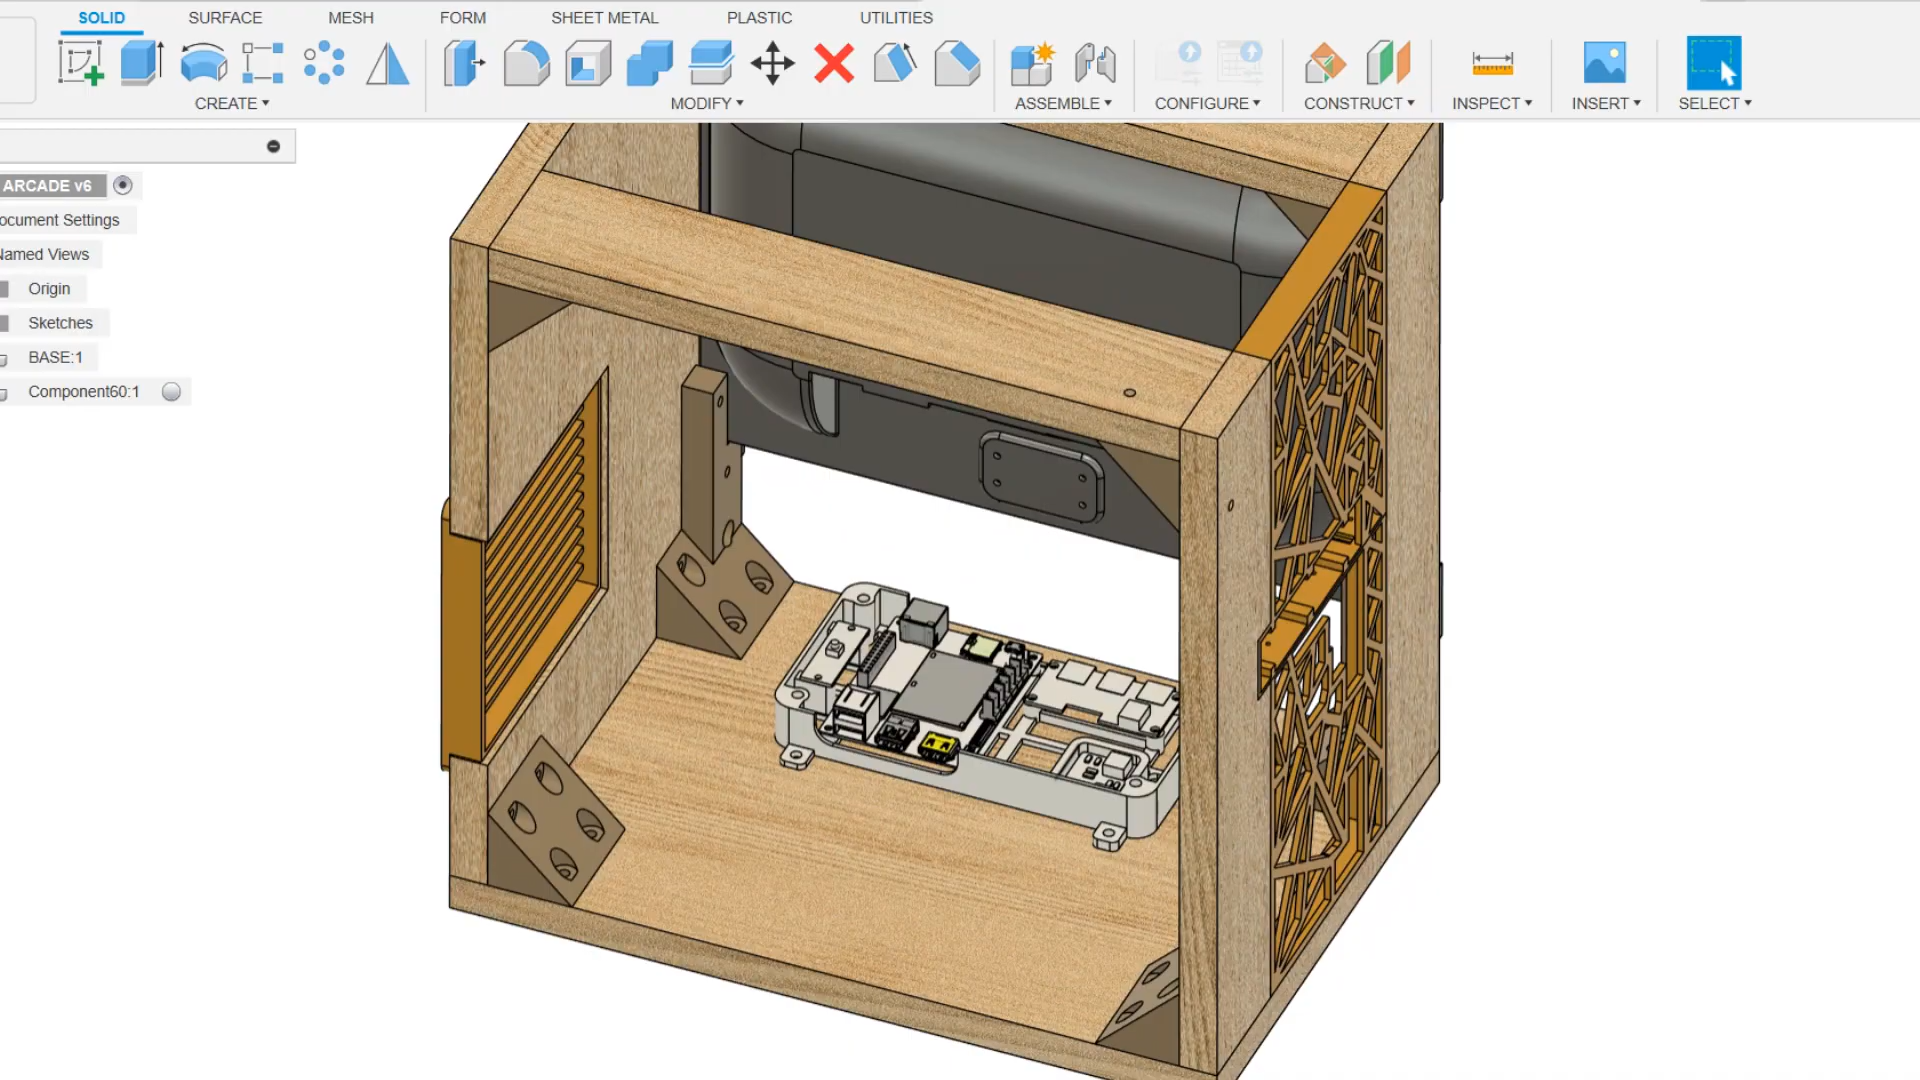 SOLID SURFACE MESH FORM SHEET METAL PLASTIC UTILITIES
CREATE MODIFY ASSEMBLE CONFIGURE CONSTRUCT INSPECT INSERT SELECT
ARCADE v6
ocument Settings
Named Views
Origin
Sketches
BASE:1
Component60:1